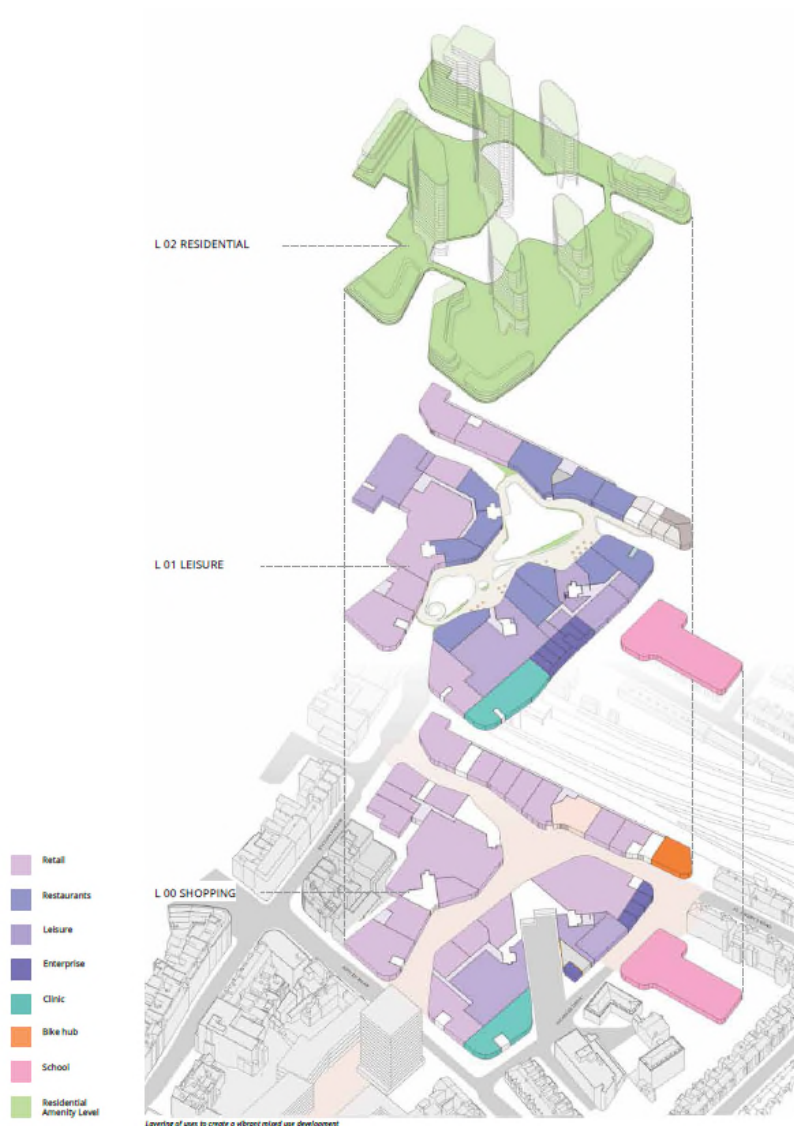 L 02 RESIDENTIAL
L 01 LEISURE
L 00 SHOPPING
Retail
Restaurants
Leisure
Enterprise
Clinic
Bike hub
School
Residential
Amenity Level
Layering of uses to create a vibrant mixed use development